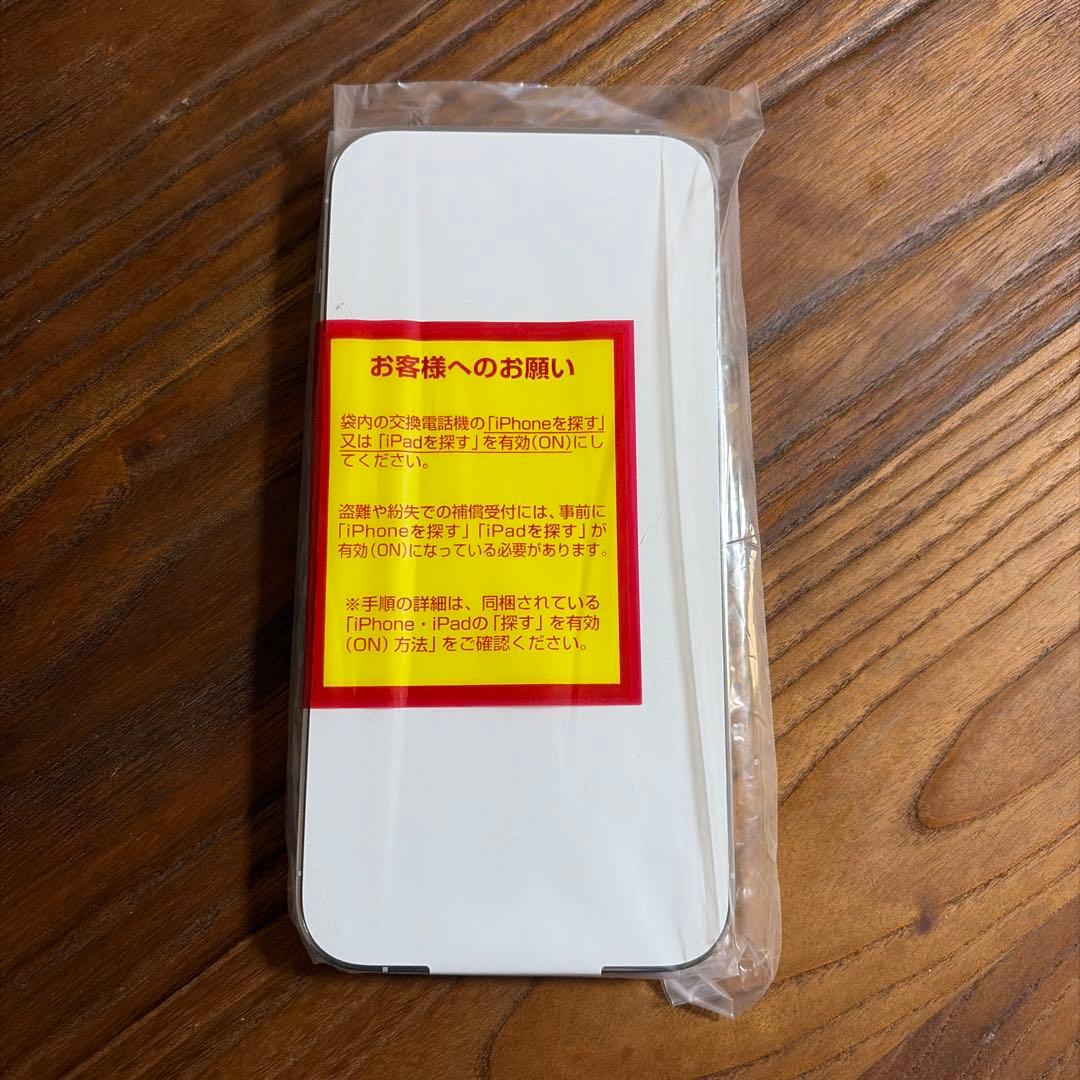 お客様へのお願い
袋内の交換電話機の「iPhoneを探す」
又は「iPadを探す」を有効(ON)にし
てください。
盗難や紛失での補償受付には、事前に
「iPhoneを探す」「iPadを探す」が
有効(ON)になっている必要があります。
※手順の詳細は、同梱されている
「iPhone・iPadの「探す」を有効
(ON)方法」をご確認ください。